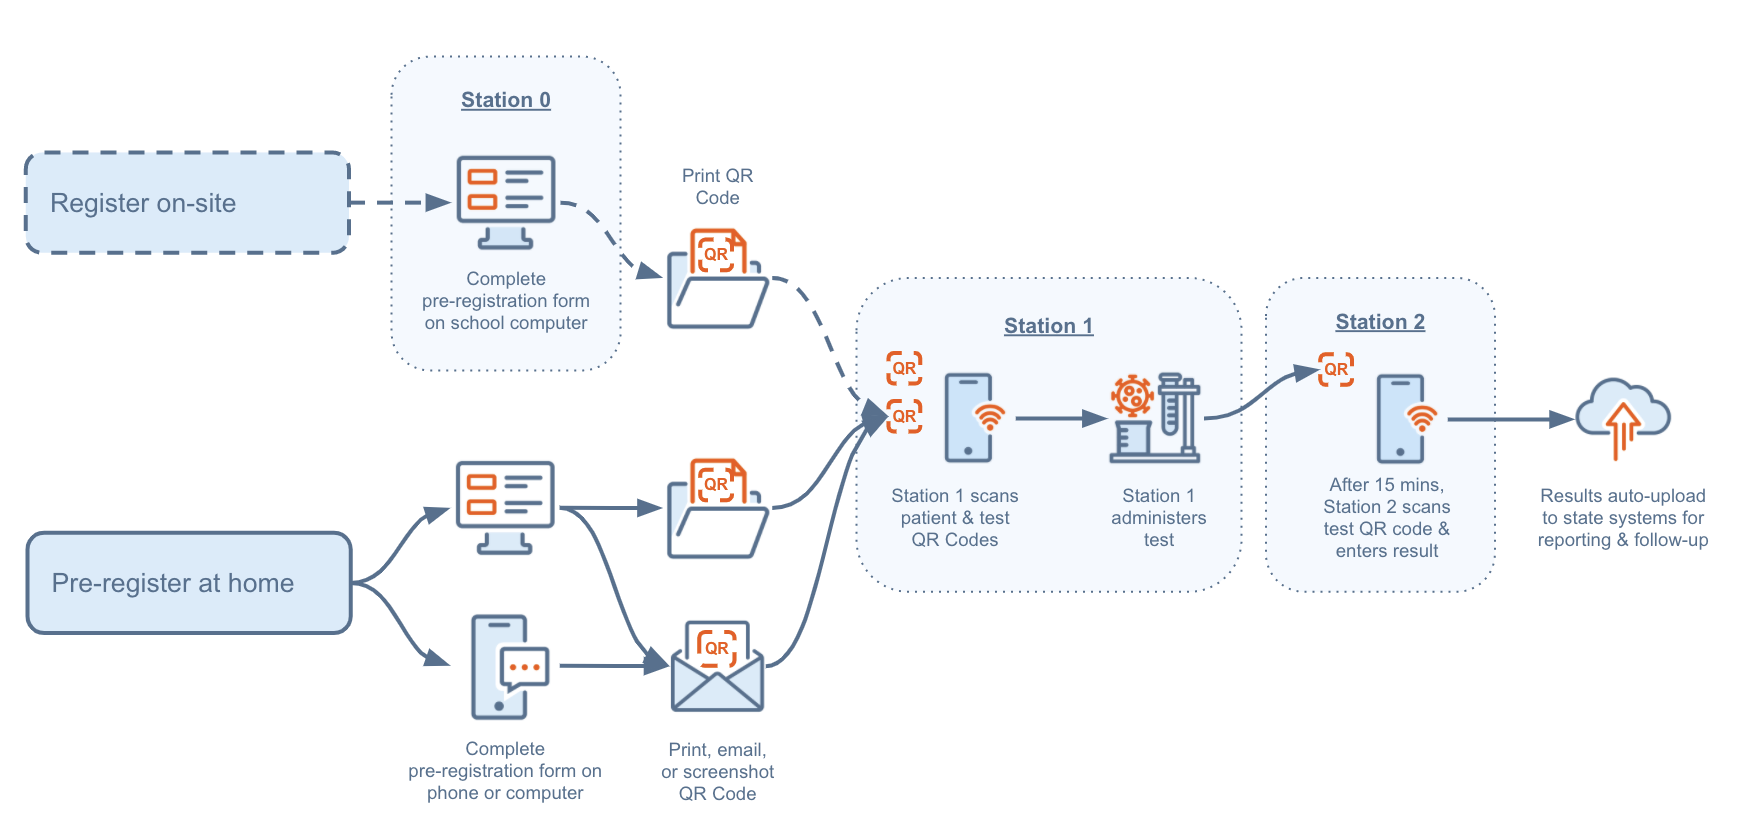 Station 0
Register on-site
Complete
pre-registration form
on school computer
Print QR
Code
QR
Pre-register at home
Complete
pre-registration form on
phone or computer
QR
QR
Print, email,
or screenshot
QR Code
Station 1
QR
QR
Station 1 scans
patient & test
QR Codes
Station 1
administers
test
Station 2
QR
After 15 mins,
Station 2 scans
test QR code &
enters result
Results auto-upload
to state systems for
reporting & follow-up